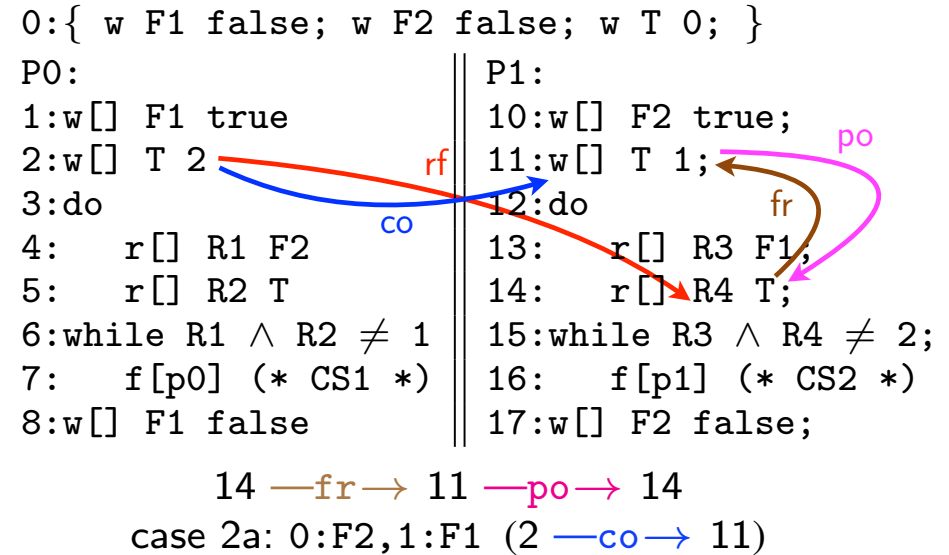 0:{ w F1 false; w F2 false; w T 0; }
P0:
1:w[] F1 true
2:w[] T 2
3:do
4: r[] R1 F2
5: r[] R2 T
6:while R1 ∧ R2 ≠ 1
7: f[p0] (* CS1 *)
8:w[] F1 false
P1:
10:w[] F2 true;
11:w[] T 1;
12:do
13: r[] R3 F1;
14: r[] R4 T;
15:while R3 ∧ R4 ≠ 2;
16: f[p1] (* CS2 *)
17:w[] F2 false;
rf
co
po
fr
14 —fr→ 11 —po→ 14
case 2a: 0:F2,1:F1 (2 —co→ 11)